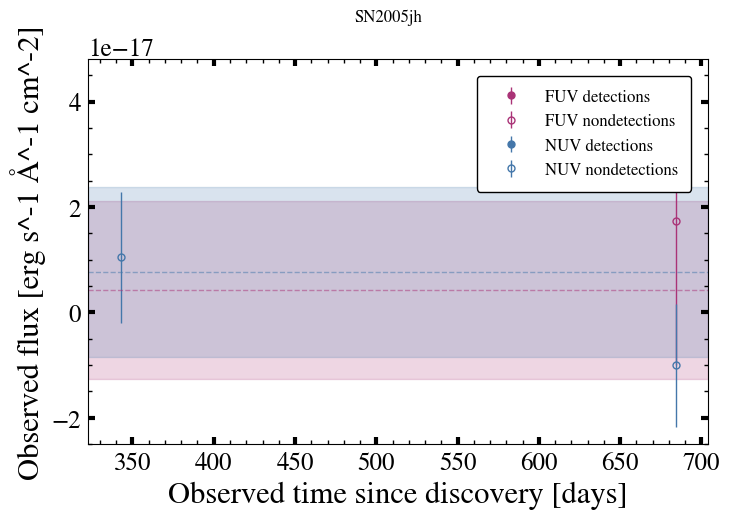 SN2005jh
1e−17
Observed flux [erg s^-1 Å^-1 cm^-2]
4
2
0
−2
FUV detections
FUV nondetections
NUV detections
NUV nondetections
350 400 450 500 550 600 650 700
Observed time since discovery [days]